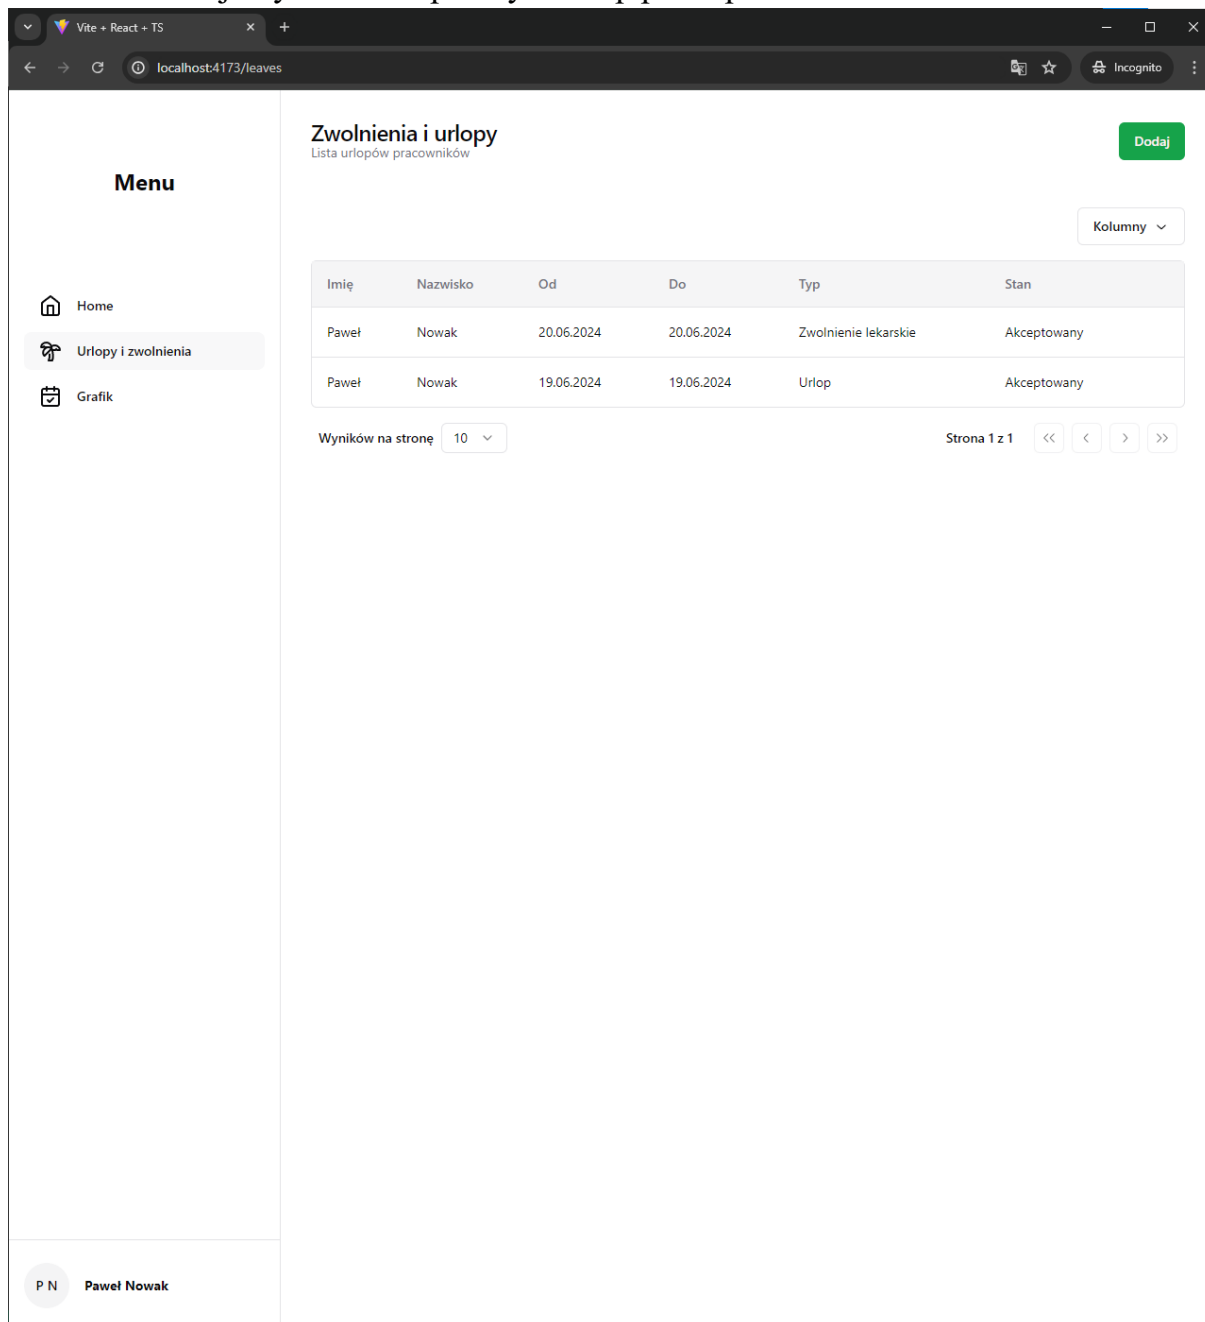 Vite + React + TS
localhost:4173/leaves
Incognito
Zwolnienia i urlopy
Lista urlopów pracowników
Dodaj
Menu
Kolumny
Home
Urlopy i zwolnienia
Grafik
Imię Nazwisko Od Do Typ Stan
Paweł Nowak 20.06.2024 20.06.2024 Zwolnienie lekarskie Akceptowany
Paweł Nowak 19.06.2024 19.06.2024 Urlop Akceptowany
Wyników na stronę 10 Strona 1 z 1
P N Paweł Nowak